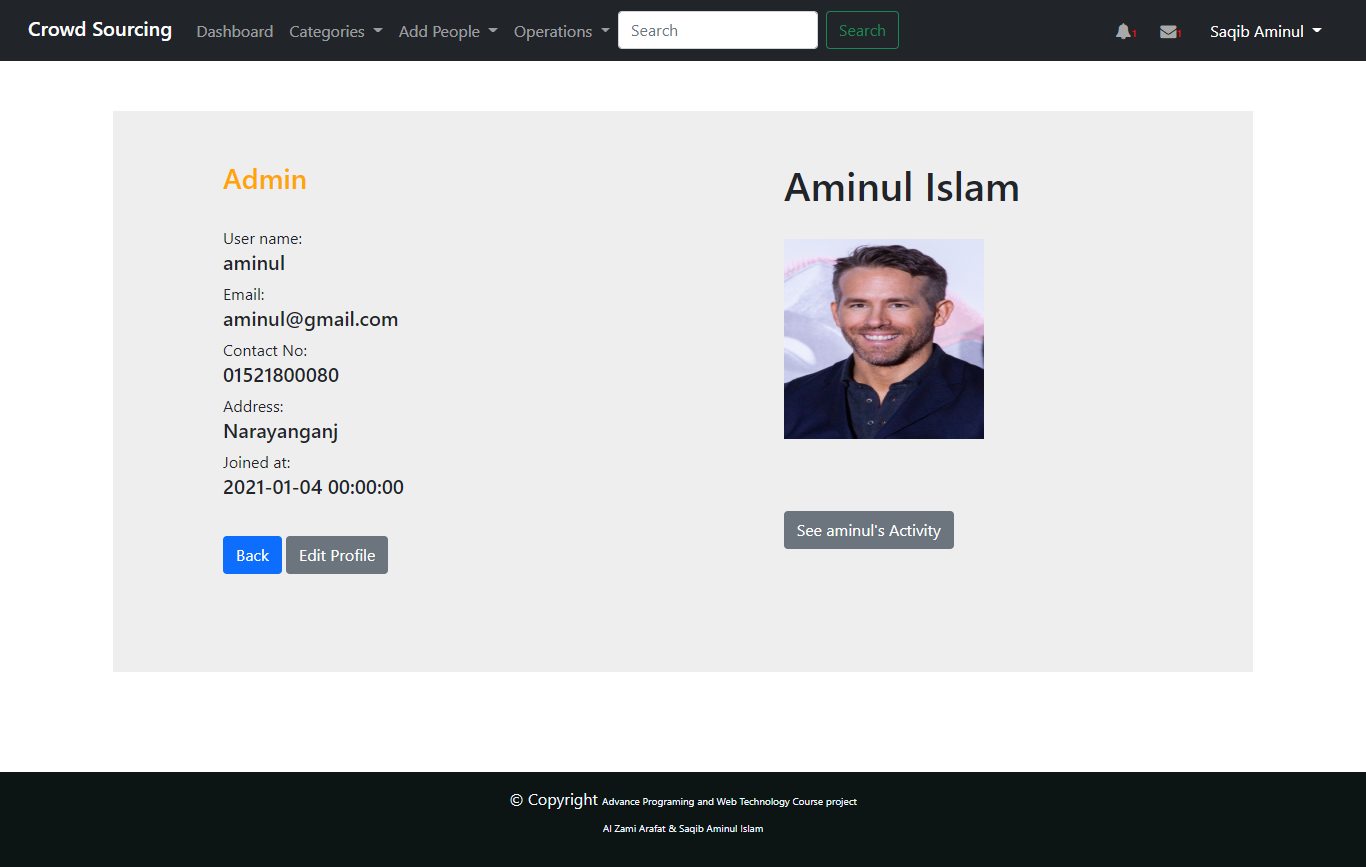 Crowd Sourcing Dashboard Categories Add People Operations Search Search 1 1 Saqib Aminul
Admin
User name:
aminul
Email:
aminul@gmail.com
Contact No:
01521800080
Address:
Narayanganj
Joined at:
2021-01-04 00:00:00
Back Edit Profile
Aminul Islam
See aminul's Activity
© Copyright Advance Programing and Web Technology Course project
Al Zami Arafat & Saqib Aminul Islam